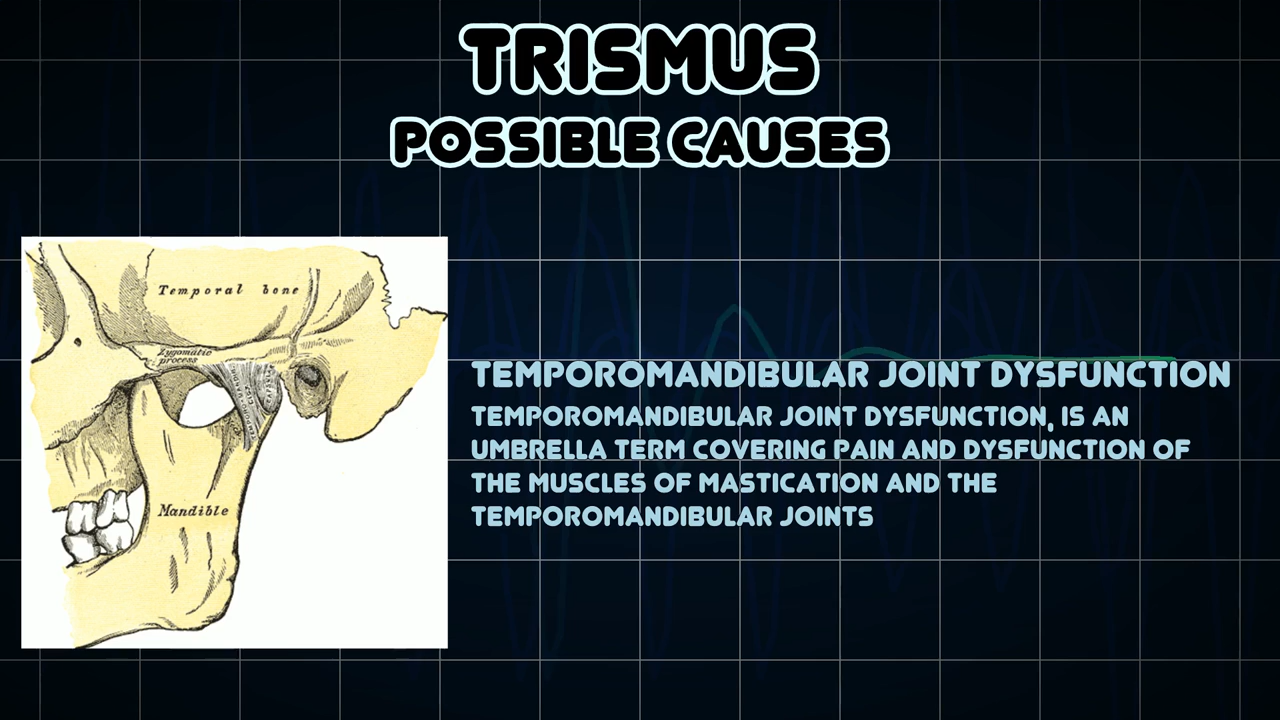 TRISMUS
POSSIBLE CAUSES
Temporal bone
Zygomatic
process
Mandible
TEMPOROMANDIBULAR JOINT DYSFUNCTION
TEMPOROMANDIBULAR JOINT DYSFUNCTION, IS AN
UMBRELLA TERM COVERING PAIN AND DYSFUNCTION OF
THE MUSCLES OF MASTICATION AND THE
TEMPOROMANDIBULAR JOINTS